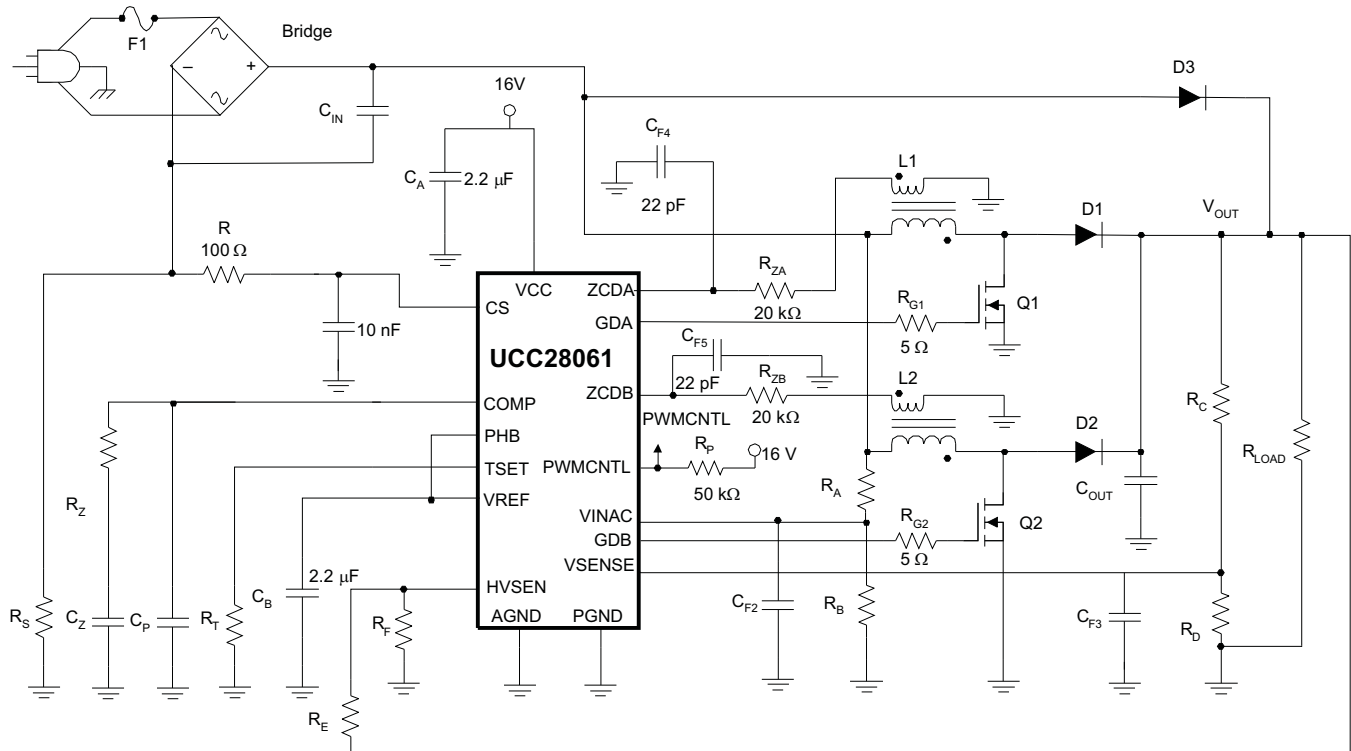 F1
Bridge
−
+
C_IN
16V
D3
C_F4
22 pF
L1
C_A
2.2 μF
D1
V_OUT
R
100 Ω
R_ZA
20 kΩ
VCC
ZCDA
CS
GDA
R_G1
5 Ω
Q1
10 nF
UCC28061
C_F5
22 pF
R_ZB
20 kΩ
L2
ZCDB
COMP
PWMCNTL
R_C
PHB
D2
R_P
16 V
50 kΩ
TSET
PWMCNTL
R_LOAD
VREF
R_Z
R_A
C_OUT
VINAC
GDB
R_G2
5 Ω
Q2
VSENSE
2.2 μF
C_B
HVSEN
R_S
C_Z
C_P
R_T
R_F
AGND
PGND
C_F2
R_B
C_F3
R_D
R_E